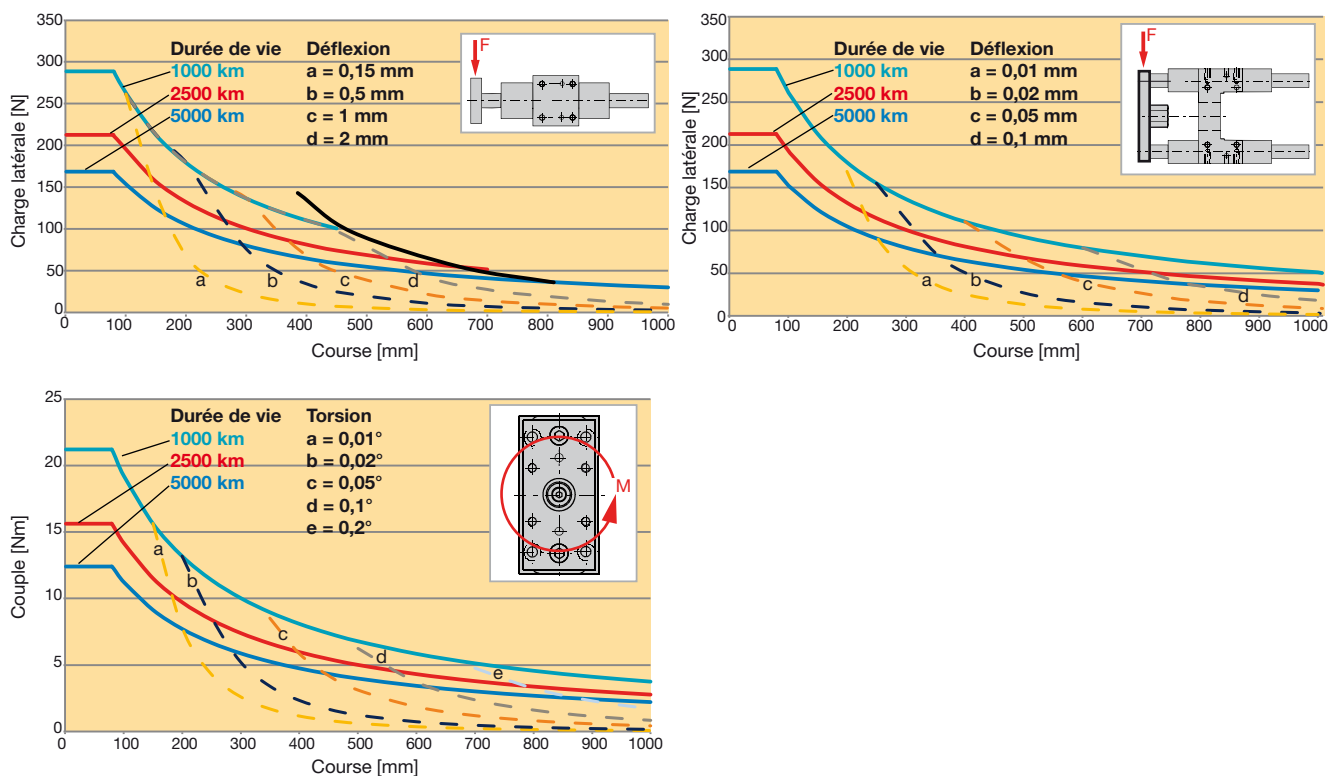 Charge latérale [N]
350
300
250
200
150
100
50
0
Durée de vie Déflexion
1000 km a = 0,15 mm
2500 km b = 0,5 mm
5000 km c = 1 mm
d = 2 mm
F
a b c d
0 100 200 300 400 500 600 700 800 1000
Course [mm]
Charge latérale [N]
350
300
250
200
150
100
50
0
Durée de vie Déflexion
1000 km a = 0,01 mm
2500 km b = 0,02 mm
5000 km c = 0,05 mm
d = 0,1 mm
F
a b c d
0 100 200 300 400 500 600 700 800 900 1000
Course [mm]
Couple [Nm]
25
20
15
10
5
0
Durée de vie Torsion
1000 km a = 0,01°
2500 km b = 0,02°
5000 km c = 0,05°
d = 0,1°
e = 0,2°
M
a b c d e
0 100 200 300 400 500 600 700 800 900 1000
Course [mm]